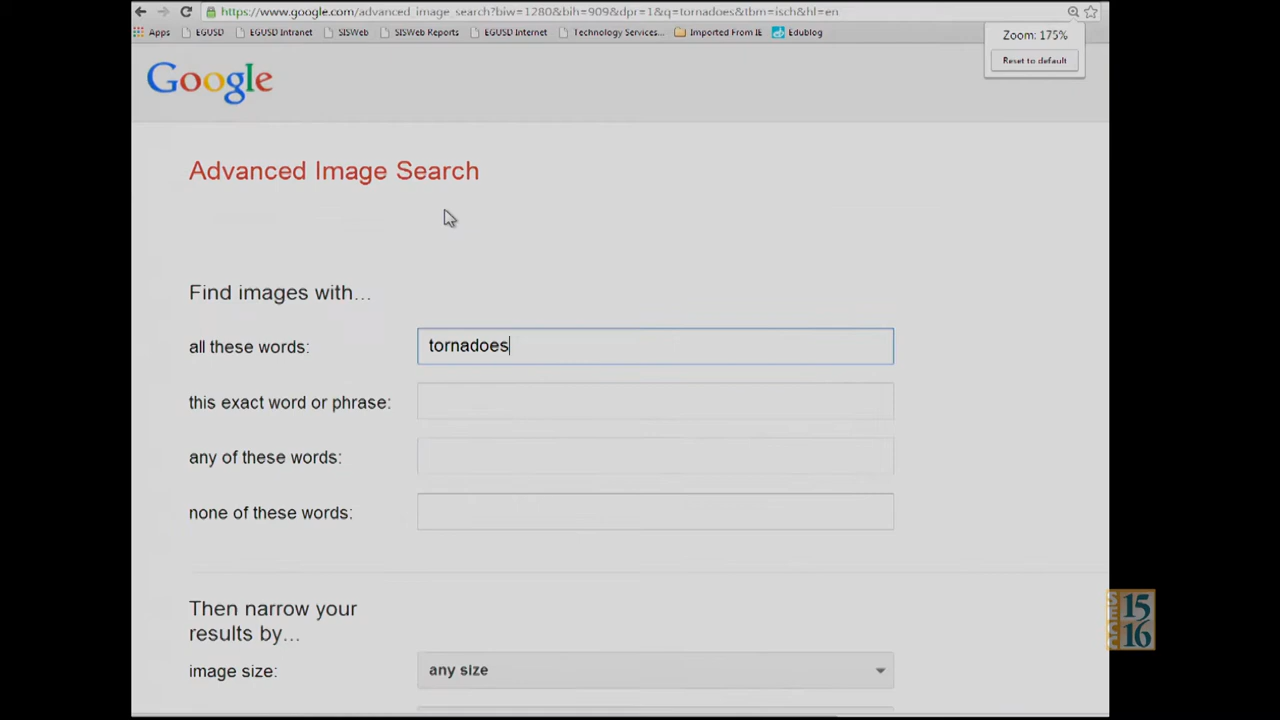 https://www.google.com/advanced_image_search?biw=1280&bih=909&dpr=1&q=tornadoes&tbm=isch&hl=en
Apps EGUSD EGUSD Intranet SISWeb SISWeb Reports EGUSD Internet Technology Services... Imported From IE Edublog
Zoom: 175%
Reset to default
Google
Advanced Image Search
Find images with...
all these words: tornadoes
this exact word or phrase:
any of these words:
none of these words:
Then narrow your
results by...
image size: any size
15
16